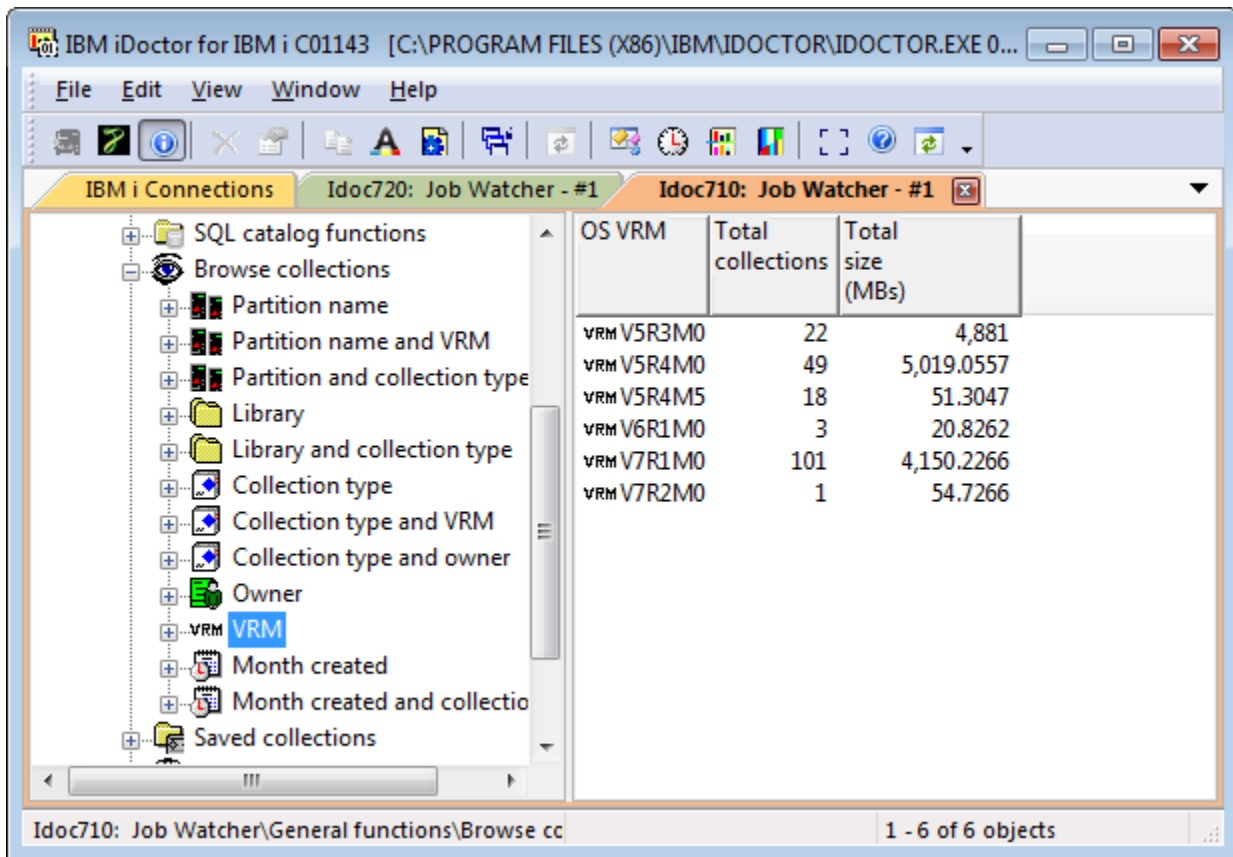 IBM iDoctor for IBM i C01143 [C:\PROGRAM FILES (X86)\IBM\IDOCTOR\IDOCTOR.EXE 0...
File Edit View Window Help
IBM i Connections Idoc720: Job Watcher - #1 Idoc710: Job Watcher - #1
SQL catalog functions
Browse collections
Partition name
Partition name and VRM
Partition and collection type
Library
Library and collection type
Collection type
Collection type and VRM
Collection type and owner
Owner
VRM VRM
Month created
Month created and collectio
Saved collections
OS VRM Total collections Total size (MBs)
VRM V5R3M0 22 4,881
VRM V5R4M0 49 5,019.0557
VRM V5R4M5 18 51.3047
VRM V6R1M0 3 20.8262
VRM V7R1M0 101 4,150.2266
VRM V7R2M0 1 54.7266
Idoc710: Job Watcher\General functions\Browse cc 1 - 6 of 6 objects